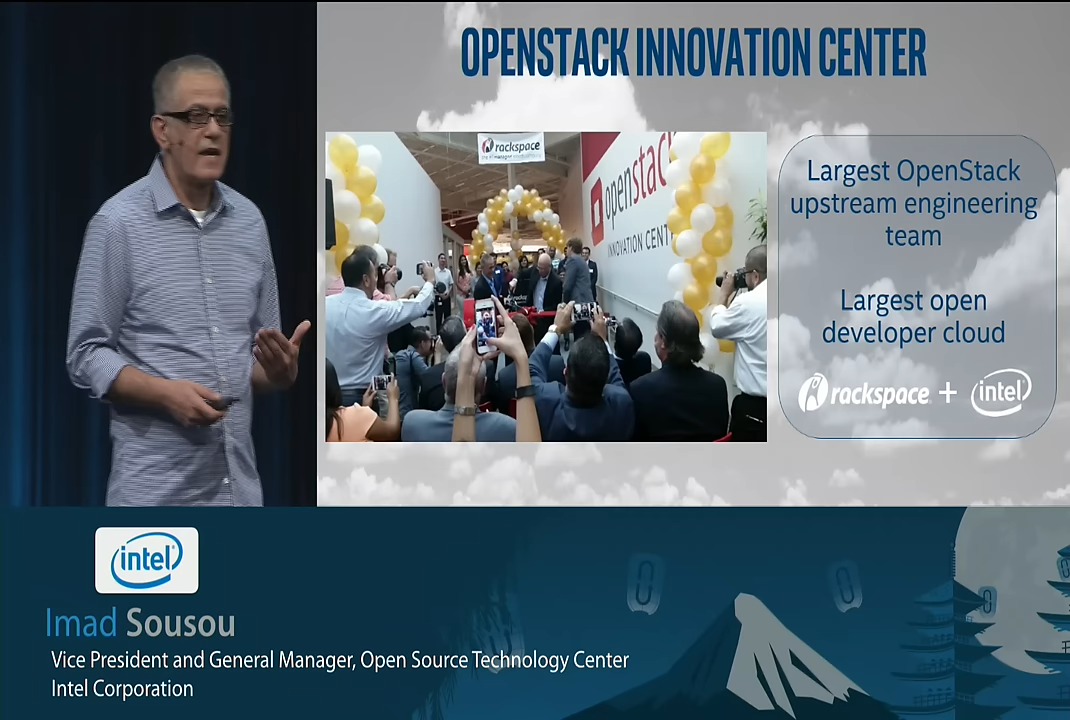 OPENSTACK INNOVATION CENTER
rackspace
openstack
INNOVATION CENT
Largest OpenStack
upstream engineering
team
Largest open
developer cloud
rackspace + intel
intel
Imad Sousou
Vice President and General Manager, Open Source Technology Center
Intel Corporation